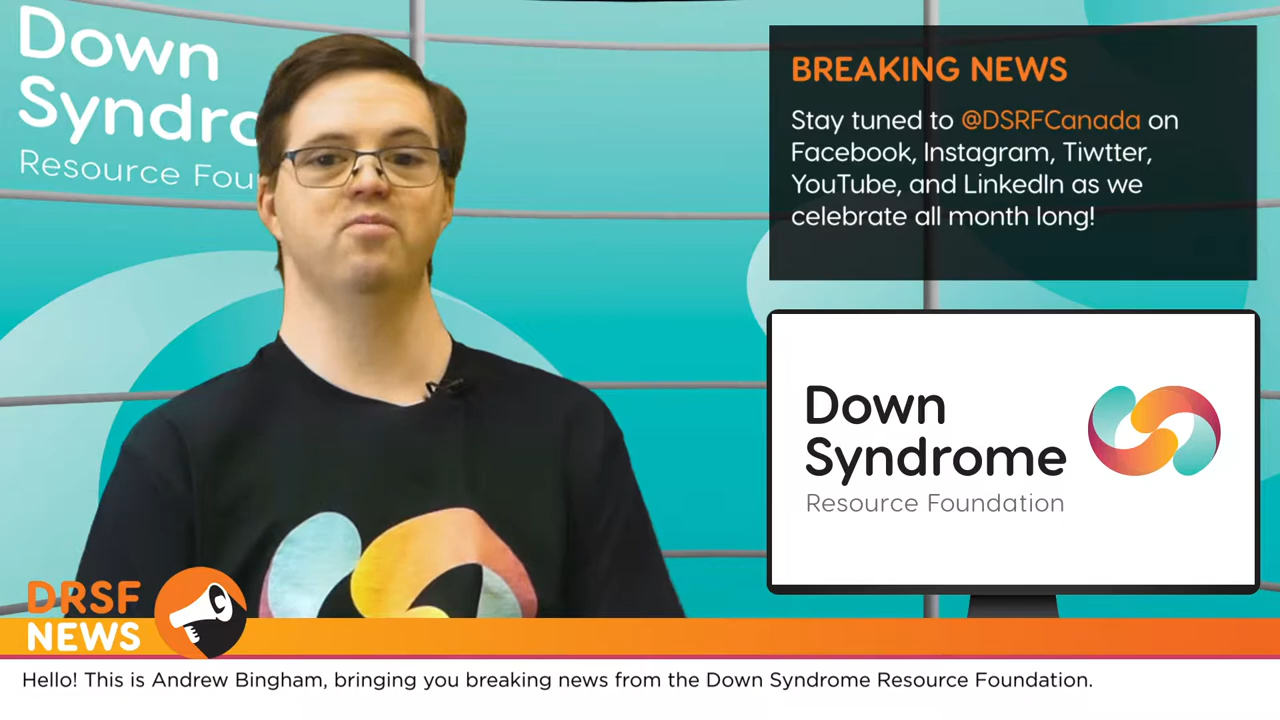 Down
Syndro
Resource Fou
BREAKING NEWS
Stay tuned to @DSRFCanada on
Facebook, Instagram, Tiwtter,
YouTube, and LinkedIn as we
celebrate all month long!
Down
Syndrome
Resource Foundation
DRSF
NEWS
Hello! This is Andrew Bingham, bringing you breaking news from the Down Syndrome Resource Foundation.